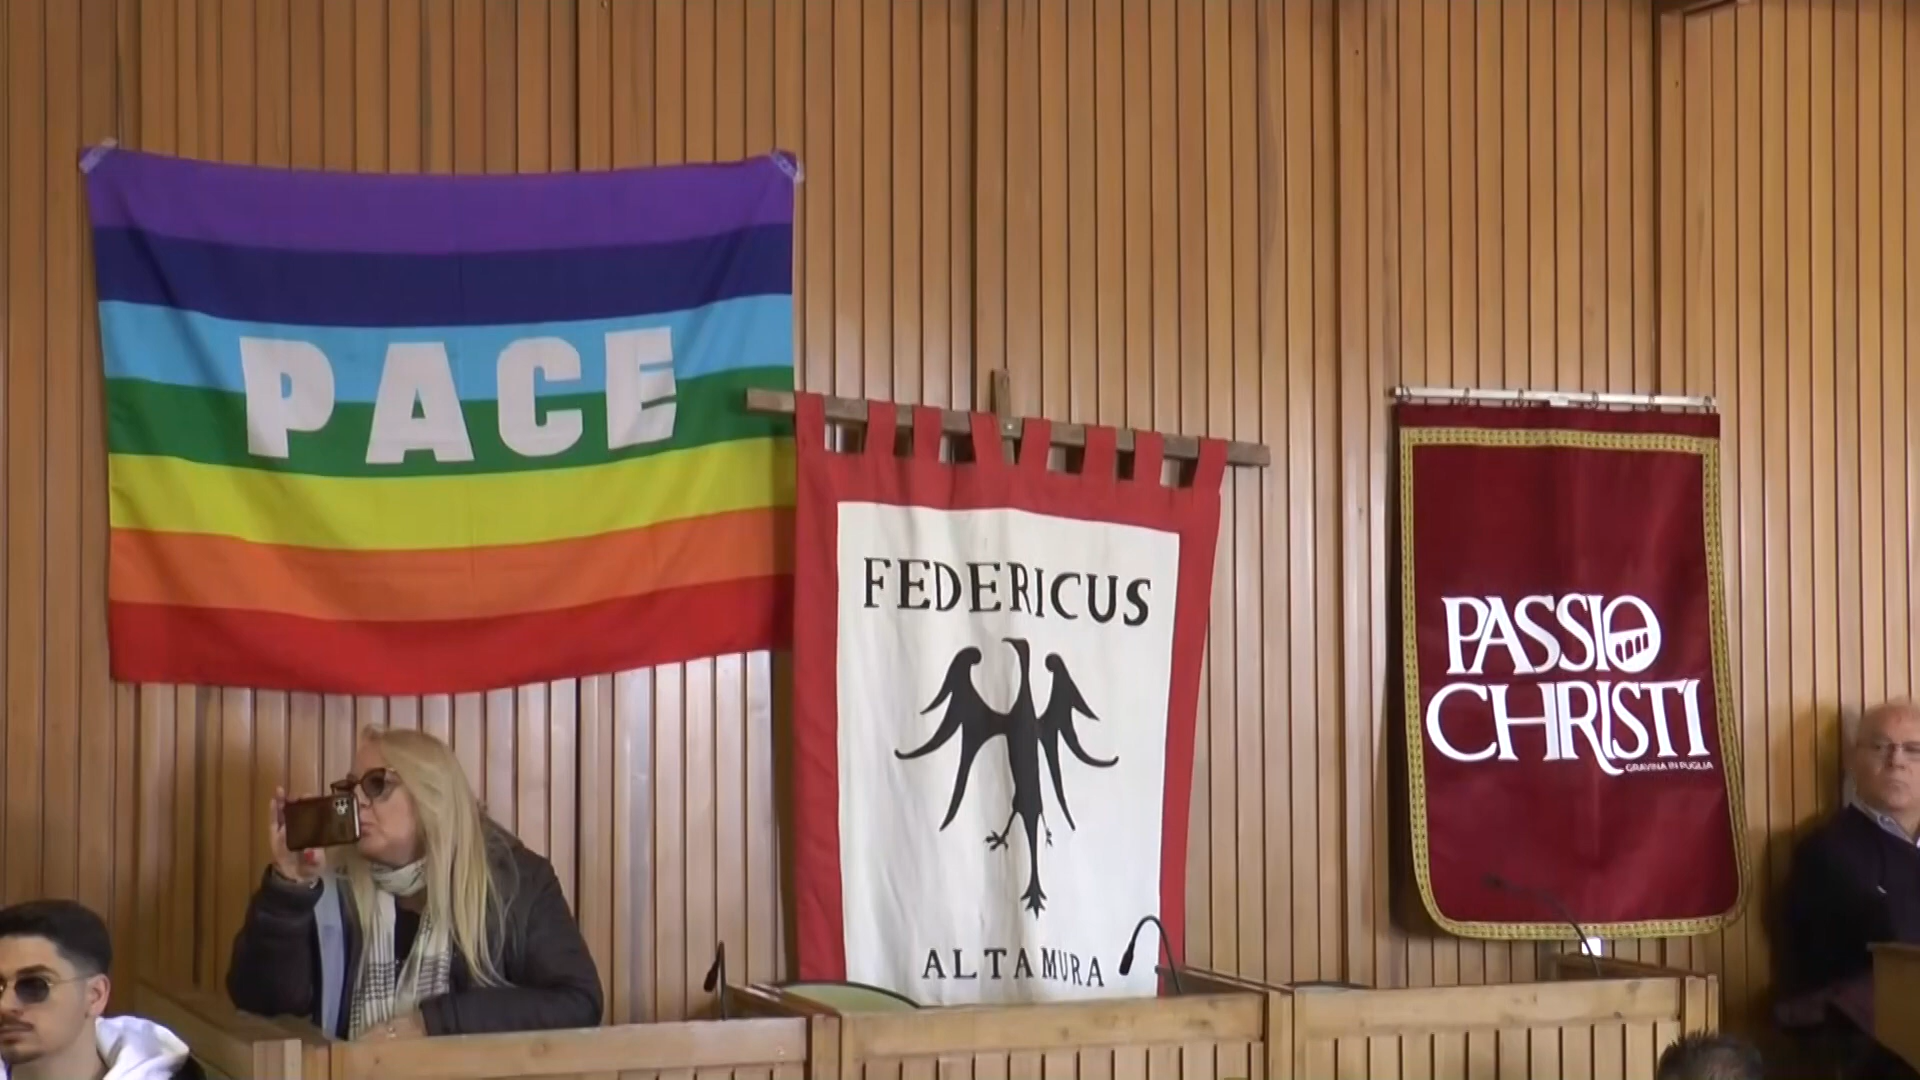 PACE
FEDERICUS
ALTAMURA
PASSIO
CHRISTI
GRAVINA IN PUGLIA